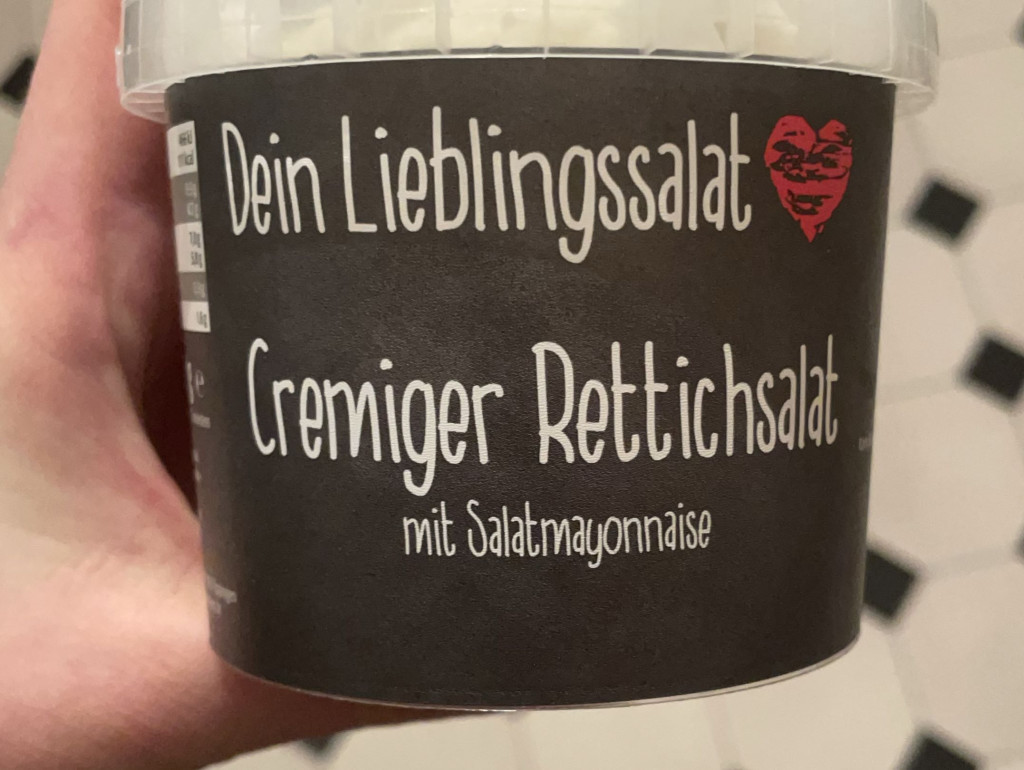 Dein Lieblingssalat
Cremiger Rettichsalat
mit Salatmayonnaise